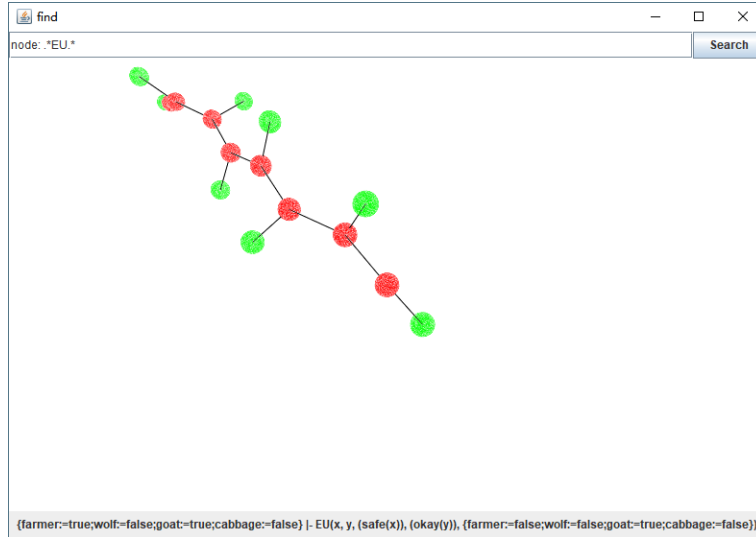 find
node: .*EU.*
Search
{farmer:=true;wolf:=false;goat:=true;cabbage:=false} |- EU(x, y, (safe(x)), (okay(y)), {farmer:=false;wolf:=false;goat:=true;cabbage:=false})